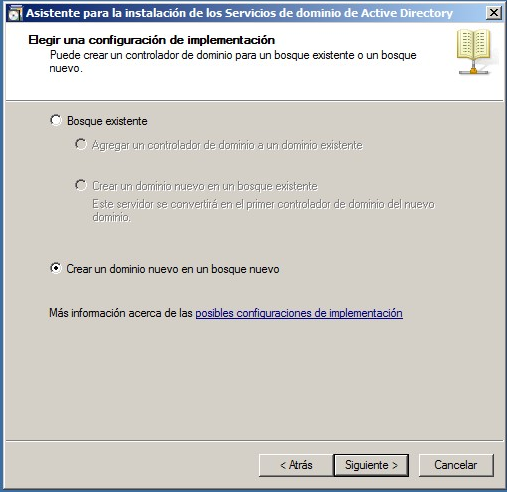 Asistente para la instalación de los Servicios de dominio de Active Directory
Elegir una configuración de implementación
Puede crear un controlador de dominio para un bosque existente o un bosque
nuevo.
Bosque existente
Agregar un controlador de dominio a un dominio existente
Crear un dominio nuevo en un bosque existente
Este servidor se convertirá en el primer controlador de dominio del nuevo
dominio.
Crear un dominio nuevo en un bosque nuevo
Más información acerca de las posibles configuraciones de implementación
< Atrás Siguiente > Cancelar